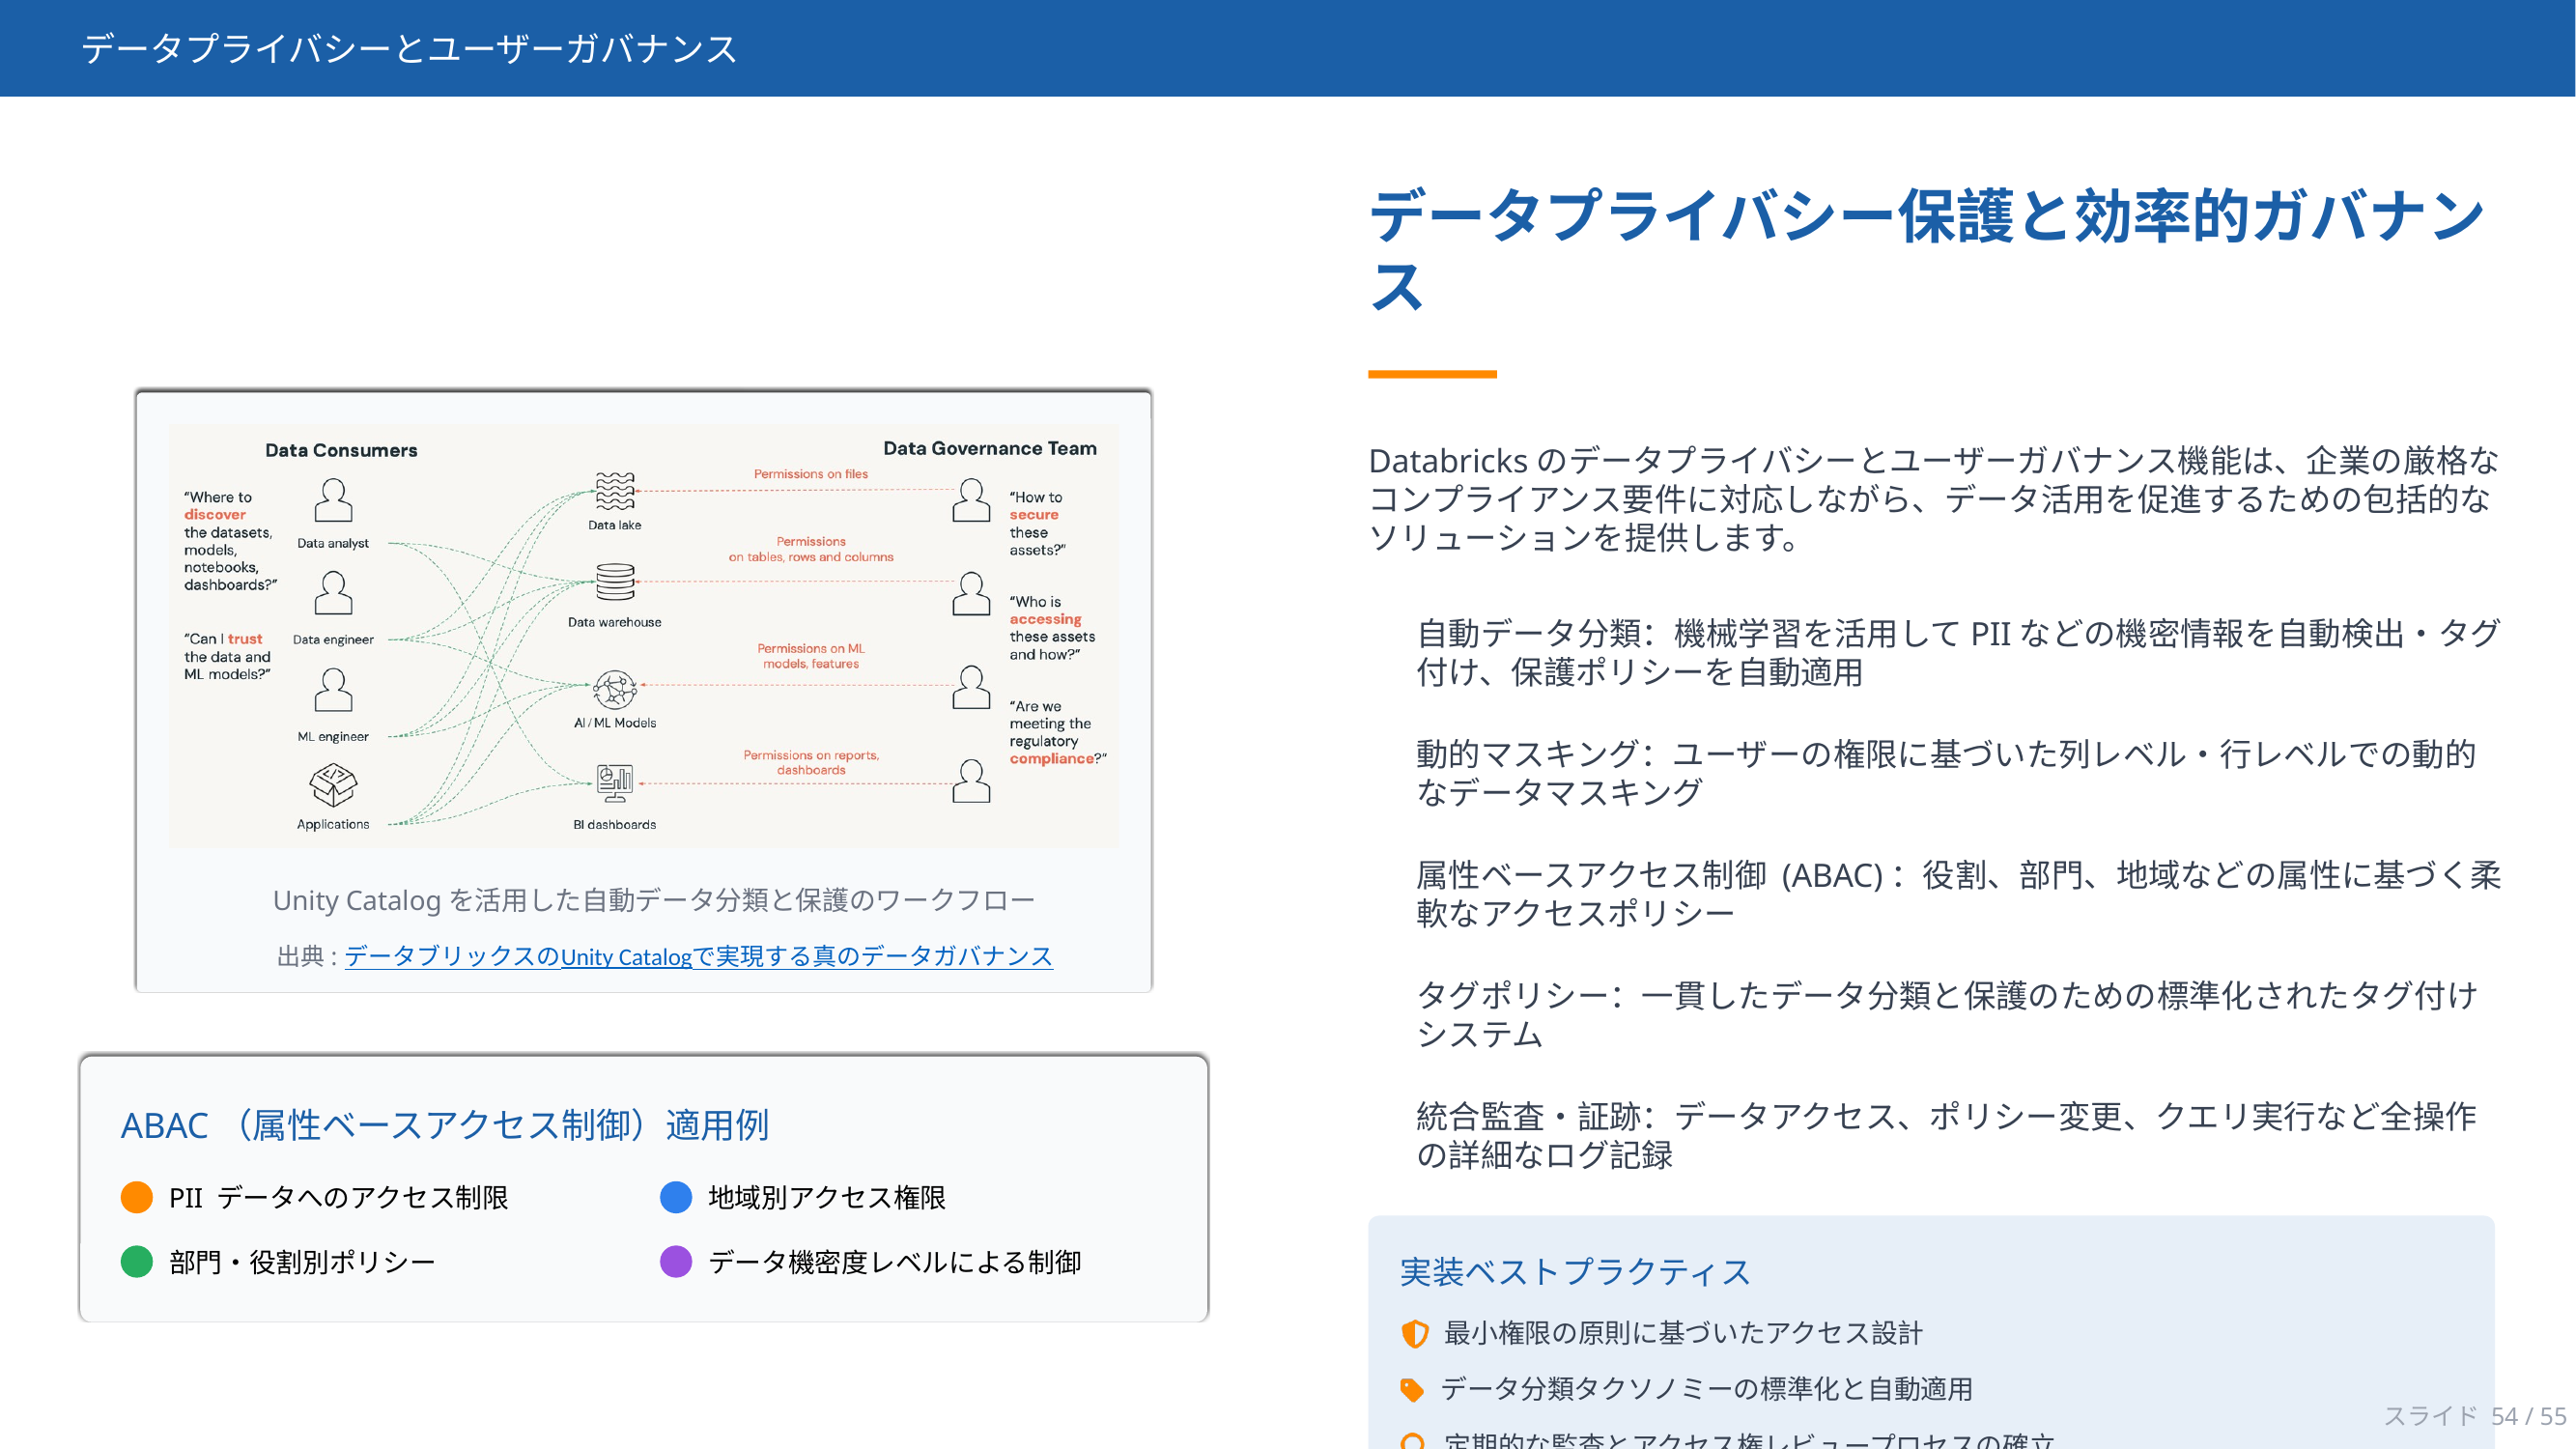 データプライバシーとユーザーガバナンス
Data Consumers
Data Governance Team
“Where to
discover
the datasets,
models,
notebooks,
dashboards?”
“Can I trust
the data and
ML models?”
Data analyst
Data engineer
ML engineer
Applications
Data lake
Data warehouse
AI / ML Models
BI dashboards
Permissions on files
Permissions
on tables, rows and columns
Permissions on ML
models, features
Permissions on reports,
dashboards
“How to
secure
these
assets?”
“Who is
accessing
these assets
and how?”
“Are we
meeting the
regulatory
compliance?”
Unity Catalog を活用した自動データ分類と保護のワークフロー
出典 : データブリックスのUnity Catalogで実現する真のデータガバナンス
ABAC （属性ベースアクセス制御）適用例
PII データへのアクセス制限
地域別アクセス権限
部門・役割別ポリシー
データ機密度レベルによる制御
データプライバシー保護と効率的ガバナン
ス
Databricks のデータプライバシーとユーザーガバナンス機能は、企業の厳格な
コンプライアンス要件に対応しながら、データ活用を促進するための包括的な
ソリューションを提供します。
自動データ分類： 機械学習を活用して PII などの機密情報を自動検出・タグ
付け、保護ポリシーを自動適用
動的マスキング： ユーザーの権限に基づいた列レベル・行レベルでの動的
なデータマスキング
属性ベースアクセス制御 (ABAC) ： 役割、部門、地域などの属性に基づく柔
軟なアクセスポリシー
タグポリシー： 一貫したデータ分類と保護のための標準化されたタグ付け
システム
統合監査・証跡： データアクセス、ポリシー変更、クエリ実行など全操作
の詳細なログ記録
実装ベストプラクティス
最小権限の原則に基づいたアクセス設計
データ分類タクソノミーの標準化と自動適用
定期的な監査とアクセス権レビュープロセスの確立
スライド 54 / 55